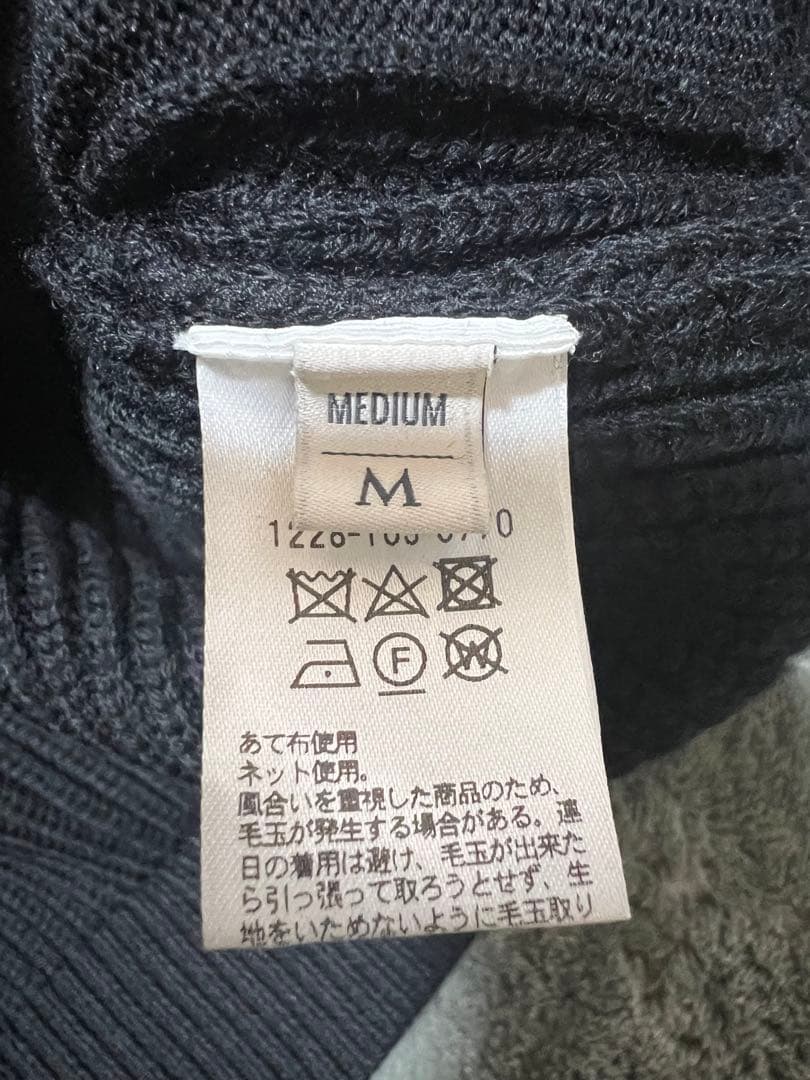 MEDIUM
M
F
W
あて布使用
ネット使用。
風合いを重視した商品のため、
毛玉が発生する場合がある。連
日の着用は避け、毛玉が出来た
ら引っ張って取ろうとせず、生
地をいためないように毛玉取り